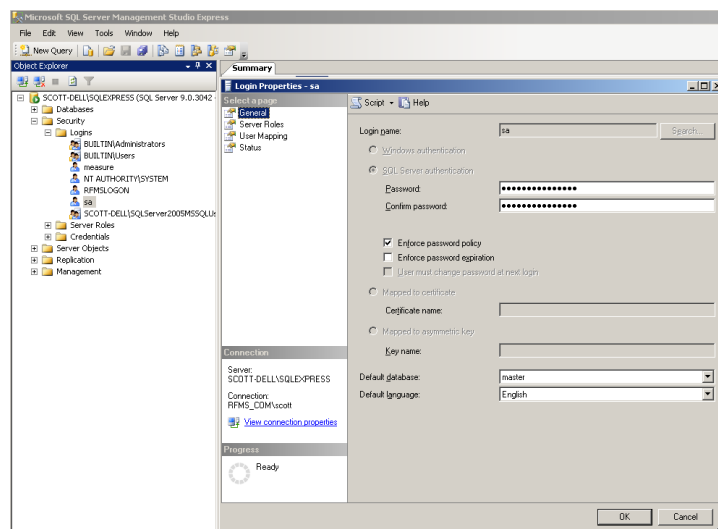 Microsoft SQL Server Management Studio Express
File Edit View Tools Window Help
New Query
Object Explorer
Summary
SCOTT-DELL\SQLEXPRESS (SQL Server 9.0.3042 -
Databases
Security
Logins
BUILTIN\Administrators
BUILTIN\Users
measure
NT AUTHORITY\SYSTEM
RFMSLOGON
sa
SCOTT-DELL\SQLServer2005MSSQLUs
Server Roles
Credentials
Server Objects
Replication
Management
Login Properties - sa
Select a page
General
Server Roles
User Mapping
Status
Script Help
Login name: sa Search...
Windows authentication
SQL Server authentication
Password: ●●●●●●●●●●●●●●●
Confirm password: ●●●●●●●●●●●●●●●
Enforce password policy
Enforce password expiration
User must change password at next login
Mapped to certificate
Certificate name:
Mapped to asymmetric key
Key name:
Default database: master
Default language: English
Connection
Server:
SCOTT-DELL\SQLEXPRESS
Connection:
RFMS_COM\scott
View connection properties
Progress
Ready
OK Cancel